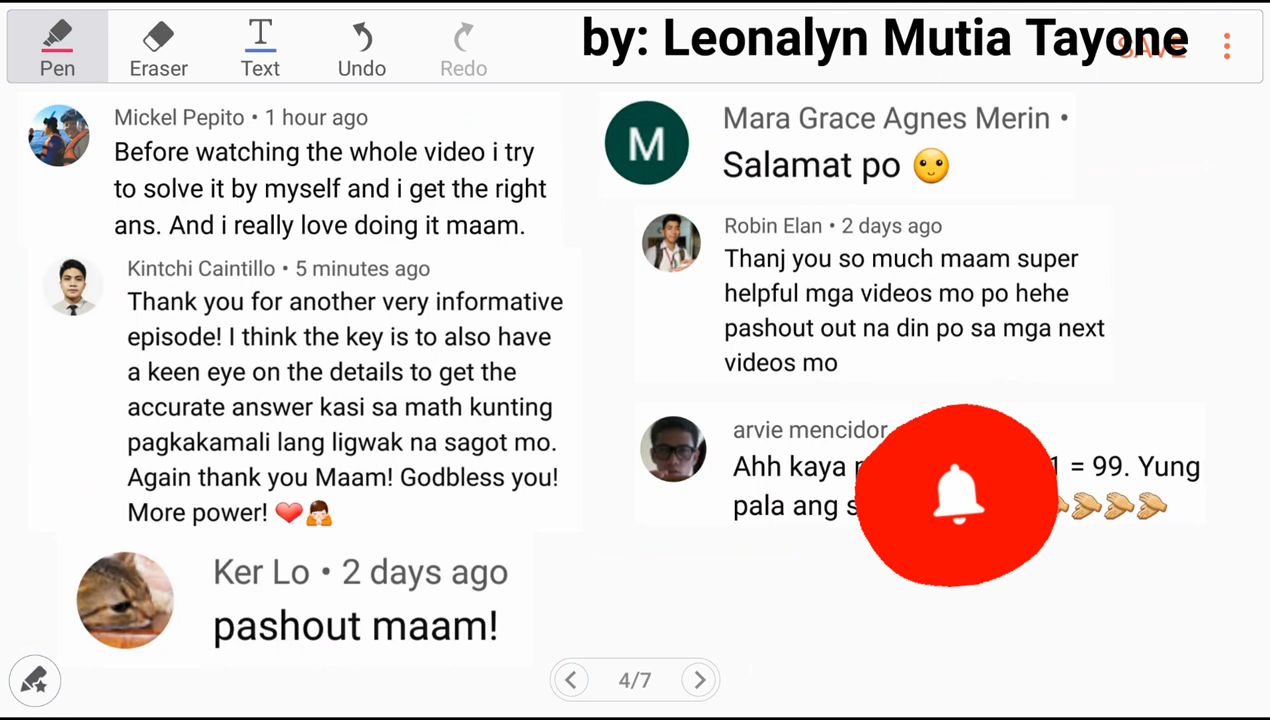 by: Leonalyn Mutia Tayone
Pen
Eraser
Text
Undo
Redo
SAVE
Mickel Pepito • 1 hour ago
Before watching the whole video i try
to solve it by myself and i get the right
ans. And i really love doing it maam.
Kintchi Caintillo • 5 minutes ago
Thank you for another very informative
episode! I think the key is to also have
a keen eye on the details to get the
accurate answer kasi sa math kunting
pagkakamali lang ligwak na sagot mo.
Again thank you Maam! Godbless you!
More power! ❤️🙇
Ker Lo • 2 days ago
pashout maam!
M
Mara Grace Agnes Merin •
Salamat po 🙂
Robin Elan • 2 days ago
Thanj you so much maam super
helpful mga videos mo po hehe
pashout out na din po sa mga next
videos mo
arvie mencidor
Ahh kaya = 99. Yung
pala ang 👏👏👏
4/7